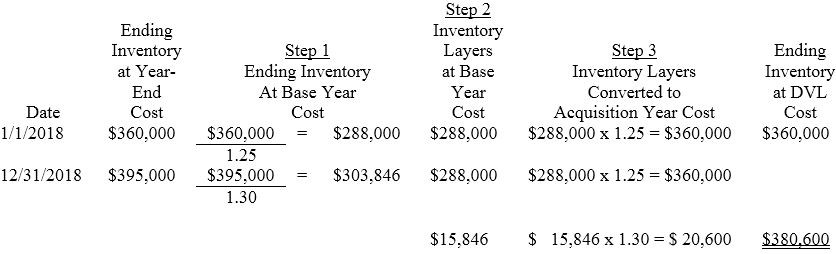 Step 2
Ending Inventory
Inventory Step 1 Layers Step 3 Ending
at Year- Ending Inventory at Base Inventory Layers Inventory
End At Base Year Year Converted to at DVL
Date Cost Cost Cost Acquisition Year Cost Cost
1/1/2018 $360,000 $360,000 = $288,000 $288,000 $288,000 x 1.25 = $360,000 $360,000
1.25
12/31/2018 $395,000 $395,000 = $303,846 $288,000 $288,000 x 1.25 = $360,000
1.30
$15,846 $ 15,846 x 1.30 = $ 20,600 $380,600